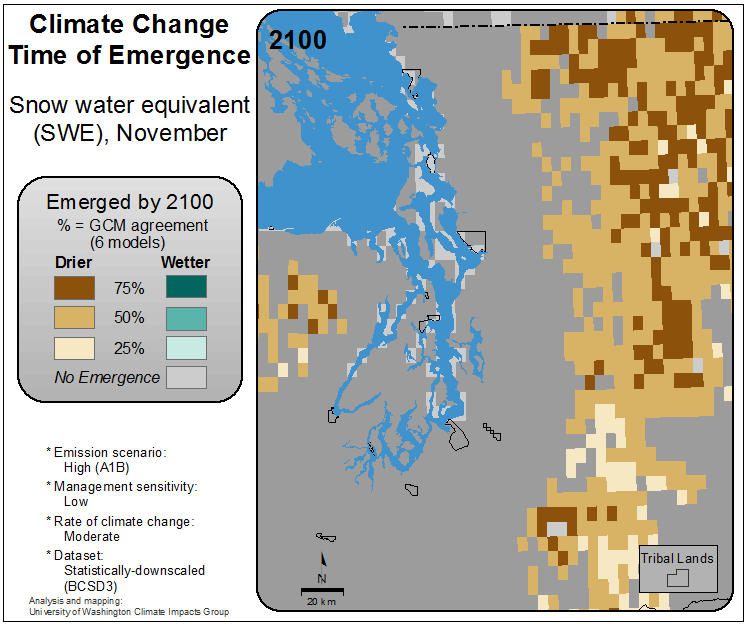 Climate Change
Time of Emergence
Snow water equivalent
(SWE), November
Emerged by 2100
% = GCM agreement
(6 models)
Drier Wetter
75%
50%
25%
No Emergence
* Emission scenario:
High (A1B)
* Management sensitivity:
Low
* Rate of climate change:
Moderate
* Dataset:
Statistically-downscaled
(BCSD3)
Analysis and mapping:
University of Washington Climate Impacts Group
2100
N
20 km
Tribal Lands